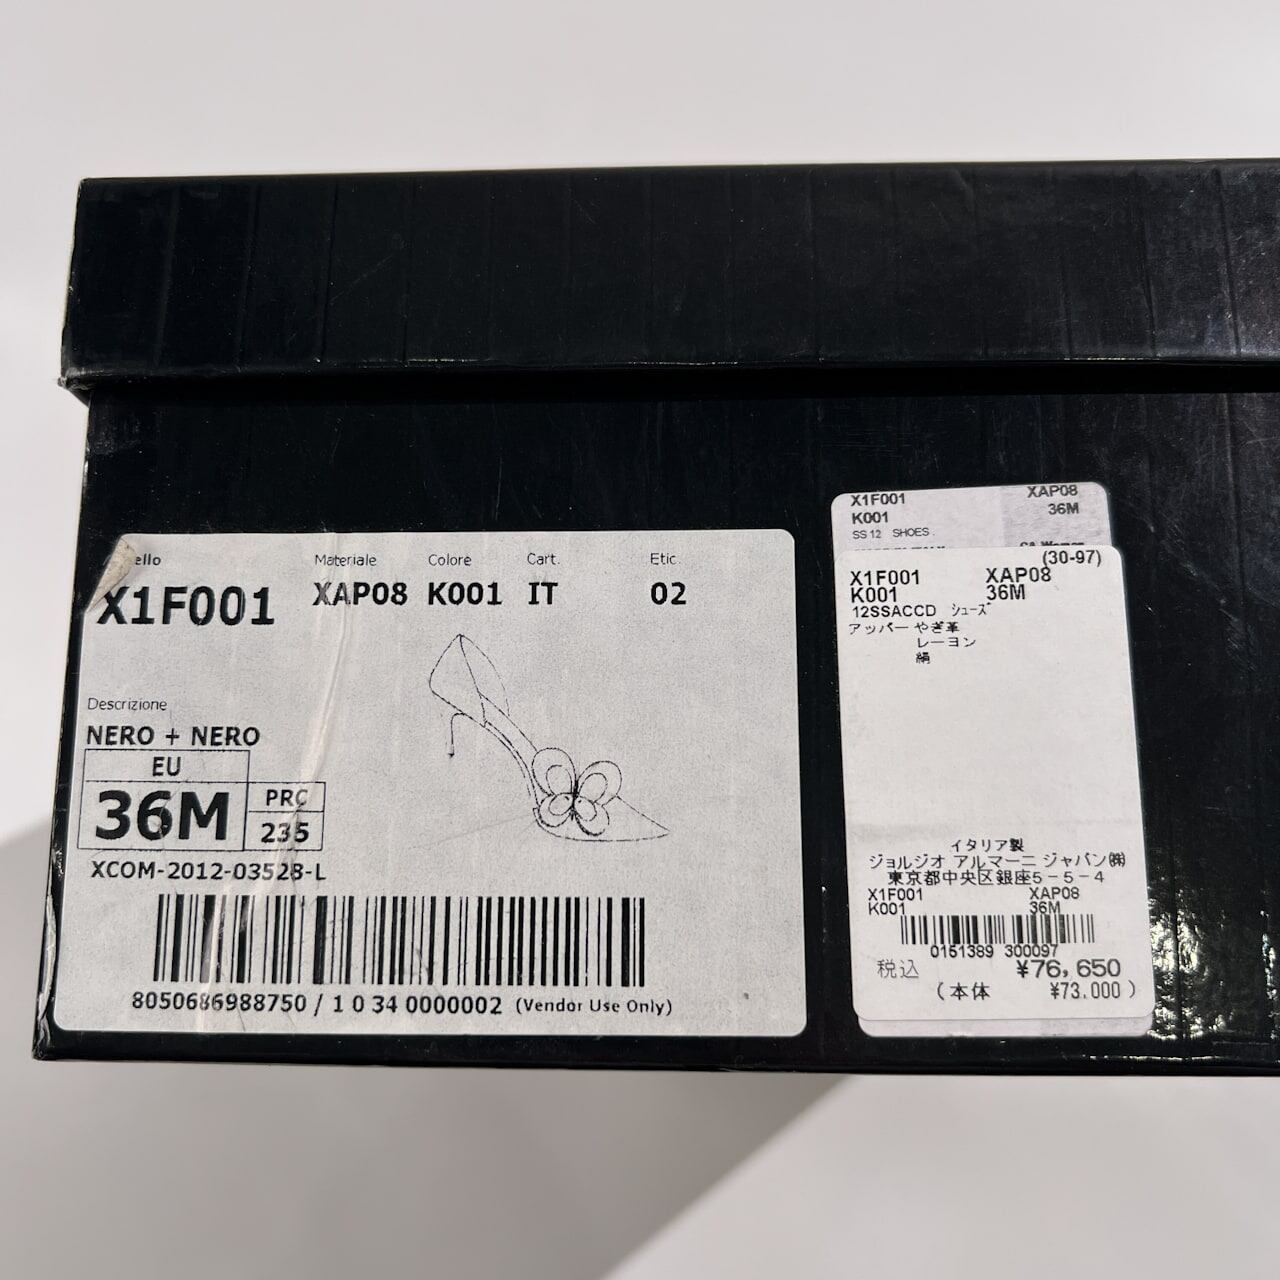 ello
Materiale
Colore
Cart.
Etic.
X1F001
XAP08
K001
IT
02
Descrizione
NERO + NERO
EU
36M
PRC
235
XCOM-2012-03528-L
8050686988750 / 1 0 34 0000002 (Vendor Use Only)
X1F001 XAP08
K001 36M
SS 12 SHOES
(30-97)
X1F001 XAP08
K001 36M
12SSACCD シューズ
アッパー やぎ革
レーヨン
絹
イタリア製
ジョルジオ アルマーニ ジャパン㈱
東京都中央区銀座5-5-4
X1F001 XAP08
K001 36M
0151389 300097
税込 ¥76,650
(本体 ¥73.000)